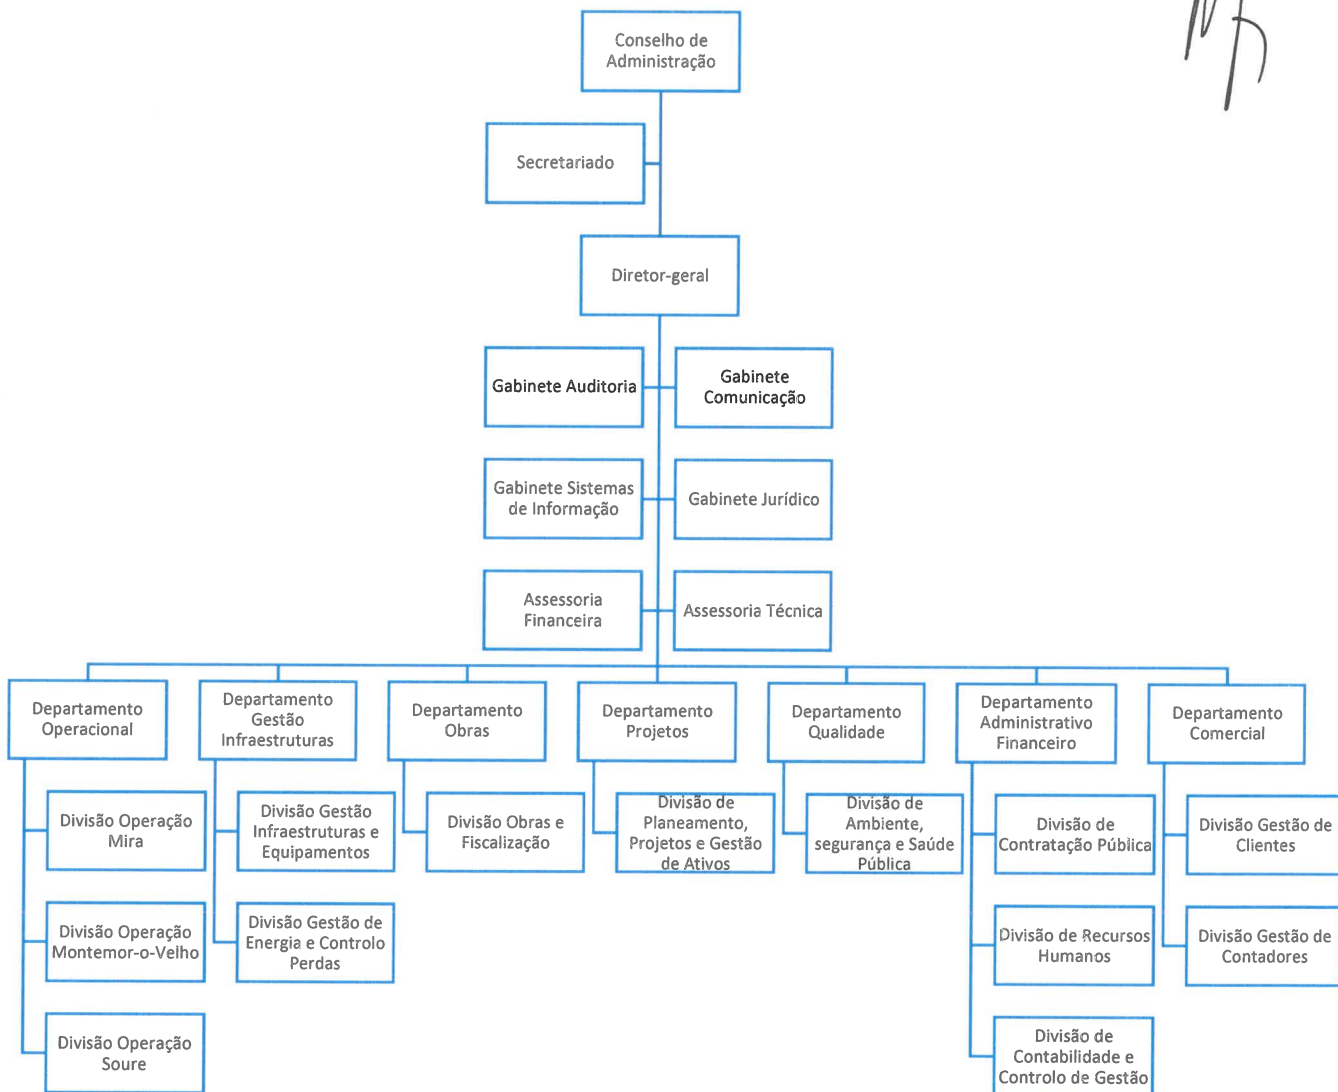 Conselho de
Administração
Secretariado
Diretor-geral
Gabinete Auditoria
Gabinete
Comunicação
Gabinete Sistemas
de Informação
Gabinete Jurídico
Assessoria
Financeira
Assessoria Técnica
Departamento
Operacional
Departamento
Gestão
Infraestruturas
Departamento
Obras
Departamento
Projetos
Departamento
Qualidade
Departamento
Administrativo
Financeiro
Departamento
Comercial
Divisão Operação
Mira
Divisão Gestão
Infraestruturas e
Equipamentos
Divisão Obras e
Fiscalização
Divisão de
Planeamento,
Projetos e Gestão
de Ativos
Divisão de
Ambiente,
segurança e Saúde
Pública
Divisão de
Contratação Pública
Divisão Gestão de
Clientes
Divisão Operação
Montemor-o-Velho
Divisão Gestão de
Energia e Controlo
Perdas
Divisão de Recursos
Humanos
Divisão Gestão de
Contadores
Divisão Operação
Soure
Divisão de
Contabilidade e
Controlo de Gestão